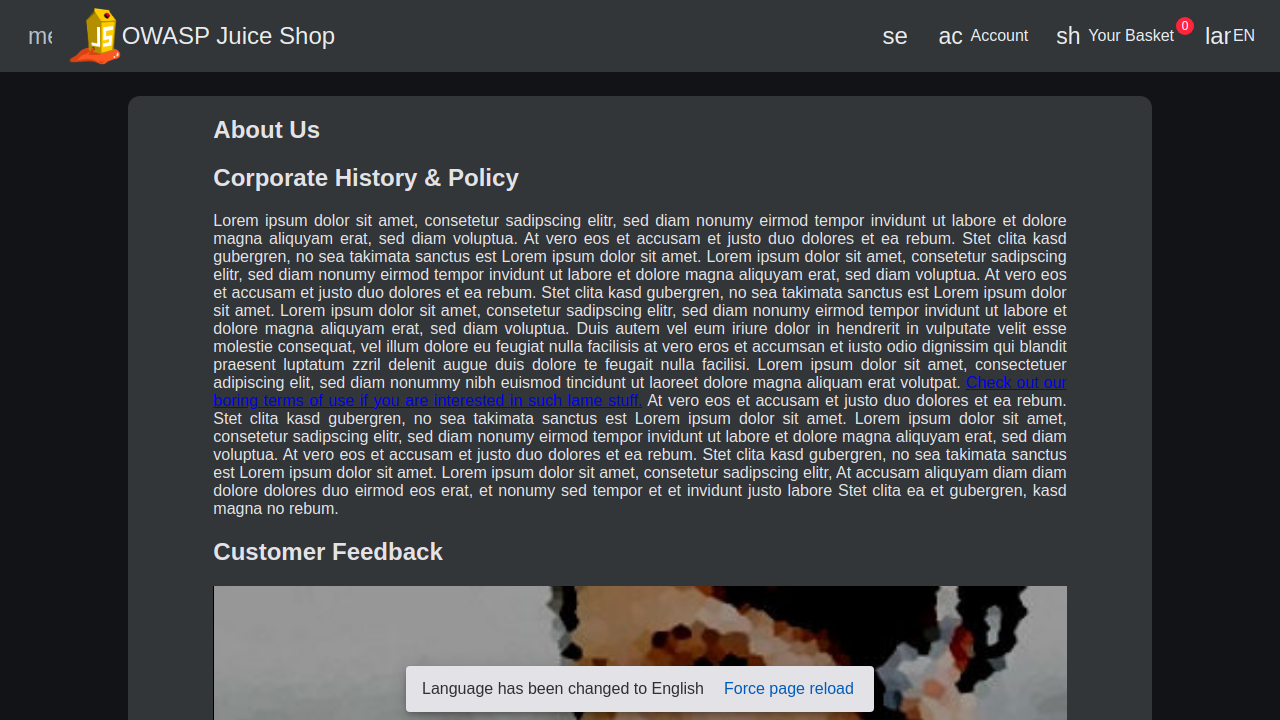 me
JS
OWASP Juice Shop
se
ac Account
sh Your Basket
0
lar EN
About Us
Corporate History & Policy
Lorem ipsum dolor sit amet, consetetur sadipscing elitr, sed diam nonumy eirmod tempor invidunt ut labore et dolore
magna aliquyam erat, sed diam voluptua. At vero eos et accusam et justo duo dolores et ea rebum. Stet clita kasd
gubergren, no sea takimata sanctus est Lorem ipsum dolor sit amet. Lorem ipsum dolor sit amet, consetetur sadipscing
elitr, sed diam nonumy eirmod tempor invidunt ut labore et dolore magna aliquyam erat, sed diam voluptua. At vero eos
et accusam et justo duo dolores et ea rebum. Stet clita kasd gubergren, no sea takimata sanctus est Lorem ipsum dolor
sit amet. Lorem ipsum dolor sit amet, consetetur sadipscing elitr, sed diam nonumy eirmod tempor invidunt ut labore et
dolore magna aliquyam erat, sed diam voluptua. Duis autem vel eum iriure dolor in hendrerit in vulputate velit esse
molestie consequat, vel illum dolore eu feugiat nulla facilisis at vero eros et accumsan et iusto odio dignissim qui blandit
praesent luptatum zzril delenit augue duis dolore te feugait nulla facilisi. Lorem ipsum dolor sit amet, consectetuer
adipiscing elit, sed diam nonummy nibh euismod tincidunt ut laoreet dolore magna aliquam erat volutpat. Check out our
boring terms of use if you are interested in such lame stuff. At vero eos et accusam et justo duo dolores et ea rebum.
Stet clita kasd gubergren, no sea takimata sanctus est Lorem ipsum dolor sit amet. Lorem ipsum dolor sit amet,
consetetur sadipscing elitr, sed diam nonumy eirmod tempor invidunt ut labore et dolore magna aliquyam erat, sed diam
voluptua. At vero eos et accusam et justo duo dolores et ea rebum. Stet clita kasd gubergren, no sea takimata sanctus
est Lorem ipsum dolor sit amet. Lorem ipsum dolor sit amet, consetetur sadipscing elitr, At accusam aliquyam diam diam
dolore dolores duo eirmod eos erat, et nonumy sed tempor et et invidunt justo labore Stet clita ea et gubergren, kasd
magna no rebum.
Customer Feedback
Language has been changed to English Force page reload